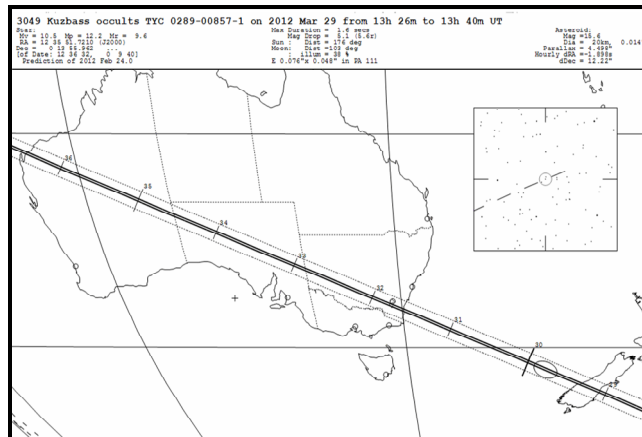 3049 Kuzbass occults TYC 0289-00857-1 on 2012 Mar 29 from 13h 26m to 13h 40m UT
Star:
Mv = 10.5 Mp = 12.2 Mr = 9.6
RA = 12 35 51.7210 (J2000)
Dec = 0 13 55.962
[of Date: 12 36 32, 0 9 40]
Prediction of 2012 Feb 24.0
Max Duration = 1.6 secs
Mag Drop = 5.1 (5.6r)
Sun : Dist = 176 deg
Moon: Dist =103 deg
: illum = 38 %
E 0.076"x 0.048" in PA 111
Asteroid:
Mag =15.6
Dia = 20km, 0.014"
Parallax = 4.498"
Hourly dRA =-1.898s
dDec = 12.22"
36
35
34
33
32
31
30
29